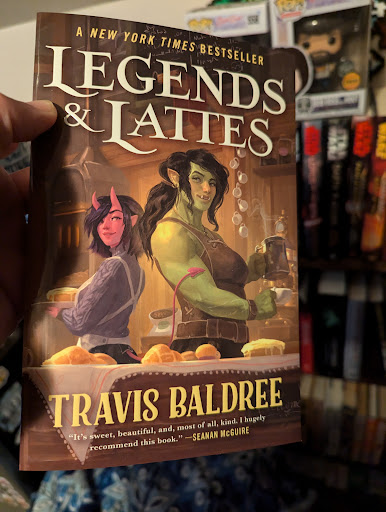 A NEW YORK TIMES BESTSELLER
LEGENDS
& LATTES
TRAVIS BALDREE
"It's sweet, beautiful, and, most of all, kind. I hugely
recommend this book." —SEANAN McGUIRE